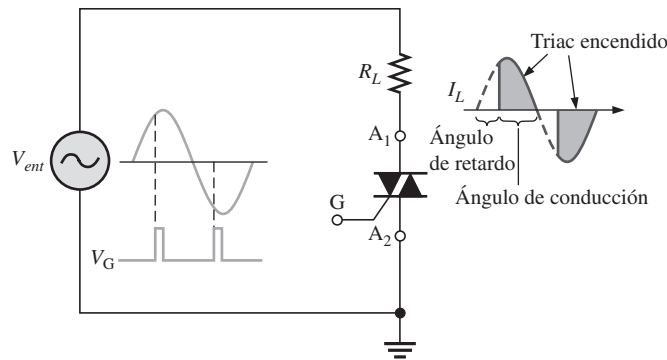 Triac encendido
R_L
I_L
A_1
Ángulo
de retardo
Ángulo de conducción
V_ent
G
A_2
V_G